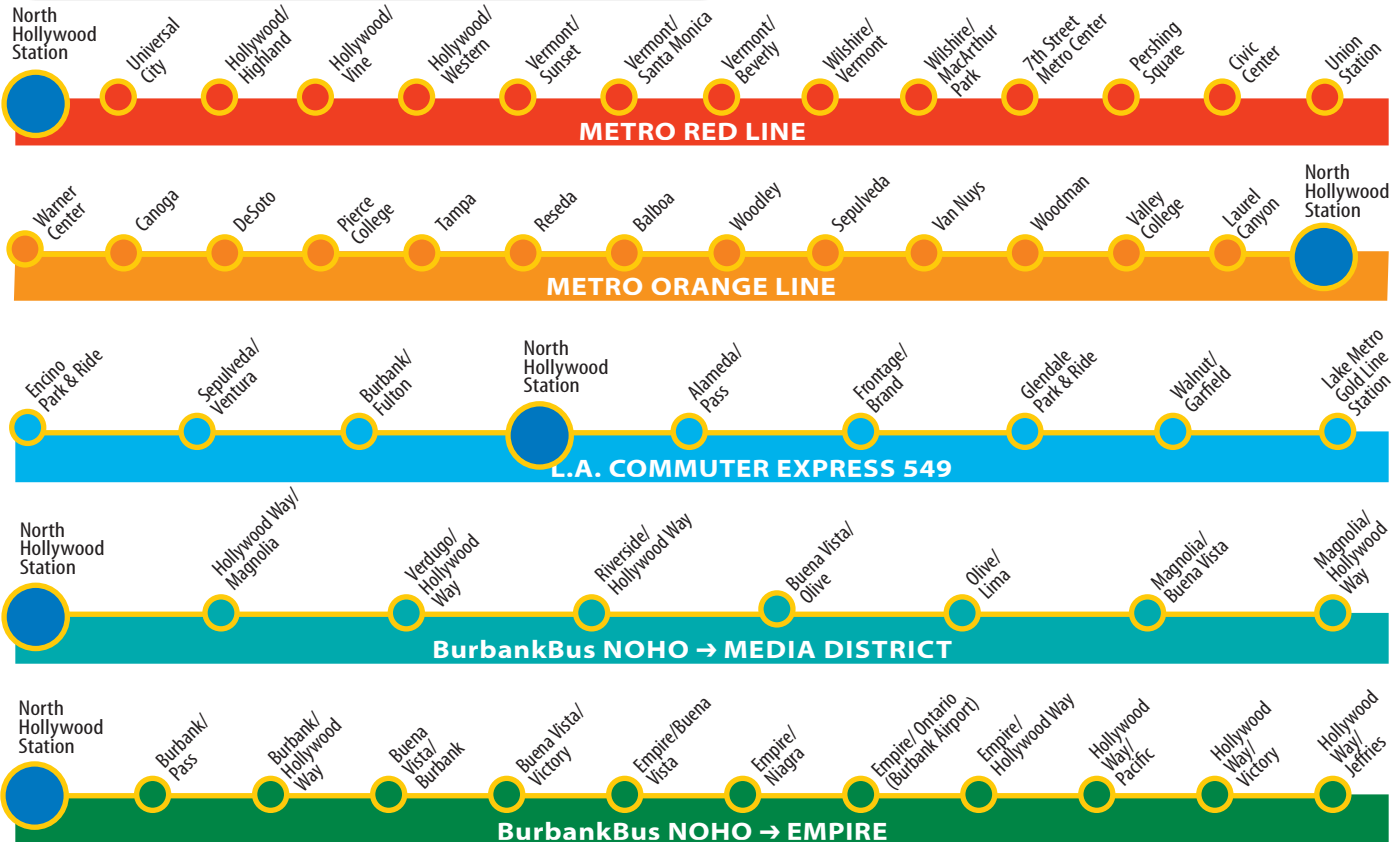 North
Hollywood
Station
Universal
City
Hollywood/
Highland
Hollywood/
Vine
Hollywood/
Western
Vermont/
Sunset
Vermont/
Santa Monica
Vermont/
Beverly
Wilshire/
Vermont
Wilshire/
MacArthur
Park
7th Street
Metro Center
Pershing
Square
Civic
Center
Union
Station
METRO RED LINE
Warner
Center
Canoga
DeSoto
Pierce
College
Tampa
Reseda
Balboa
Woodley
Sepulveda
Van Nuys
Woodman
Valley
College
Laurel
Canyon
North
Hollywood
Station
METRO ORANGE LINE
Encino
Park & Ride
Sepulveda/
Ventura
Burbank/
Fulton
North
Hollywood
Station
Alameda/
Pass
Frontage/
Brand
Glendale
Park & Ride
Walnut/
Garfield
Lake Metro
Gold Line
Station
L.A. COMMUTER EXPRESS 549
North
Hollywood
Station
Hollywood Way/
Magnolia
Verdugo/
Hollywood
Way
Riverside/
Hollywood Way
Buena Vista/
Olive
Olive/
Lima
Magnolia/
Buena Vista
Magnolia/
Hollywood
Way
BurbankBus NOHO → MEDIA DISTRICT
North
Hollywood
Station
Burbank/
Pass
Burbank/
Hollywood
Way
Buena
Vista/
Burbank
Buena Vista/
Victory
Empire/Buena
Vista
Empire/
Niagra
Empire/ Ontario
(Burbank Airport)
Empire/
Hollywood Way
Hollywood
Way/
Pacific
Hollywood
Way/
Victory
Hollywood
Way/
Jeffries
BurbankBus NOHO → EMPIRE